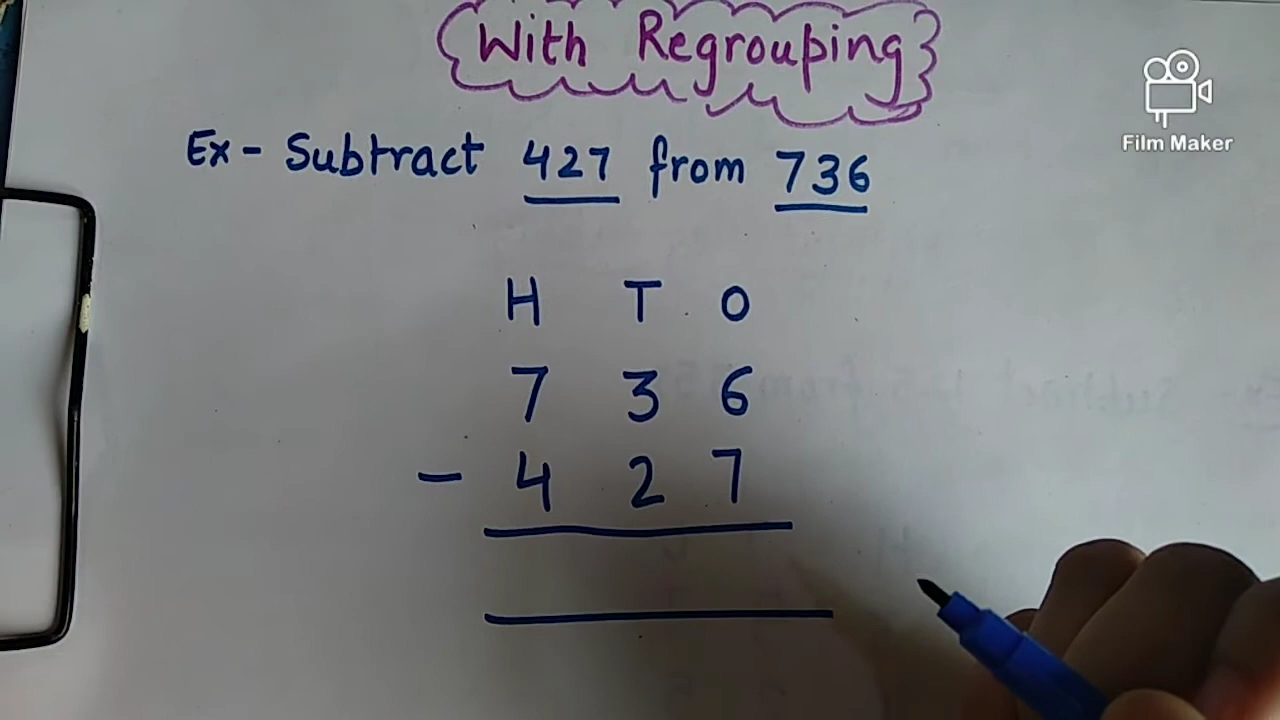 With Regrouping
Film Maker
Ex- Subtract 427 from 736
H T O
7 3 6
- 4 2 7